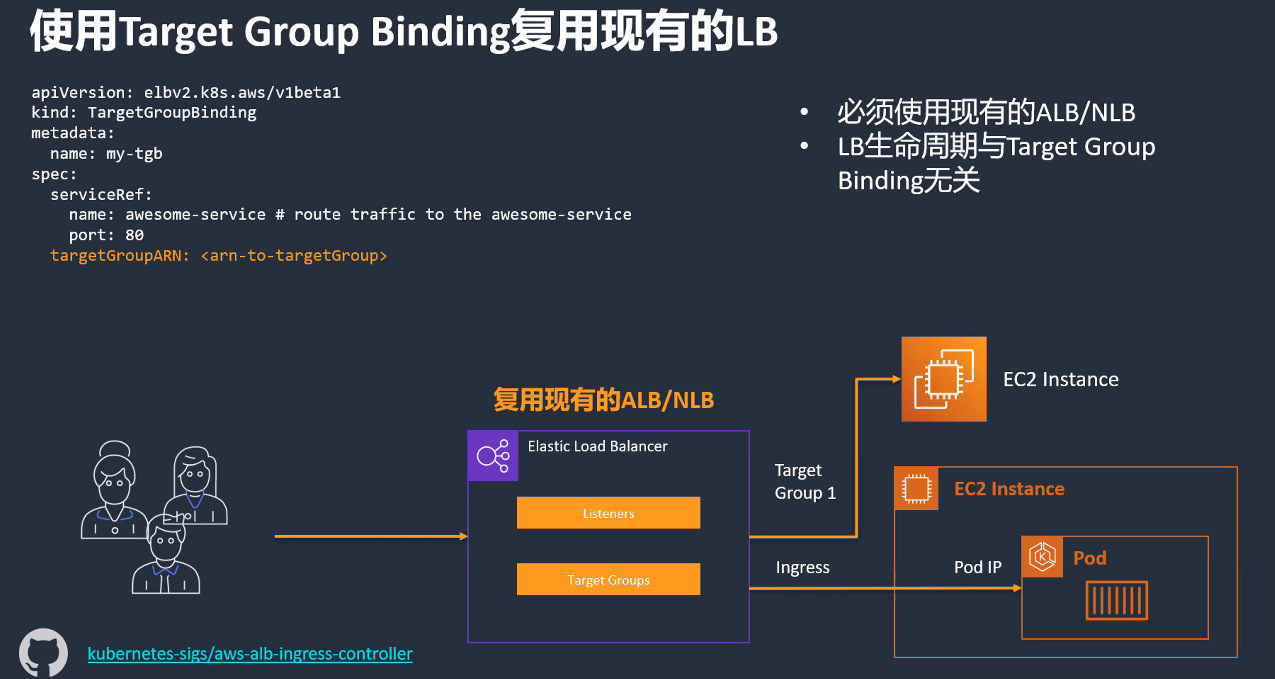 使用Target Group Binding复用现有的LB
apiVersion: elbv2.k8s.aws/v1beta1
kind: TargetGroupBinding
metadata:
  name: my-tgb
spec:
  serviceRef:
    name: awesome-service # route traffic to the awesome-service
    port: 80
  targetGroupARN: <arn-to-targetGroup>
• 必须使用现有的ALB/NLB
• LB生命周期与Target Group
Binding无关
复用现有的ALB/NLB
Elastic Load Balancer
Listeners
Target Groups
Target
Group 1
EC2 Instance
Ingress
Pod IP
EC2 Instance
Pod
K
kubernetes-sigs/aws-alb-ingress-controller